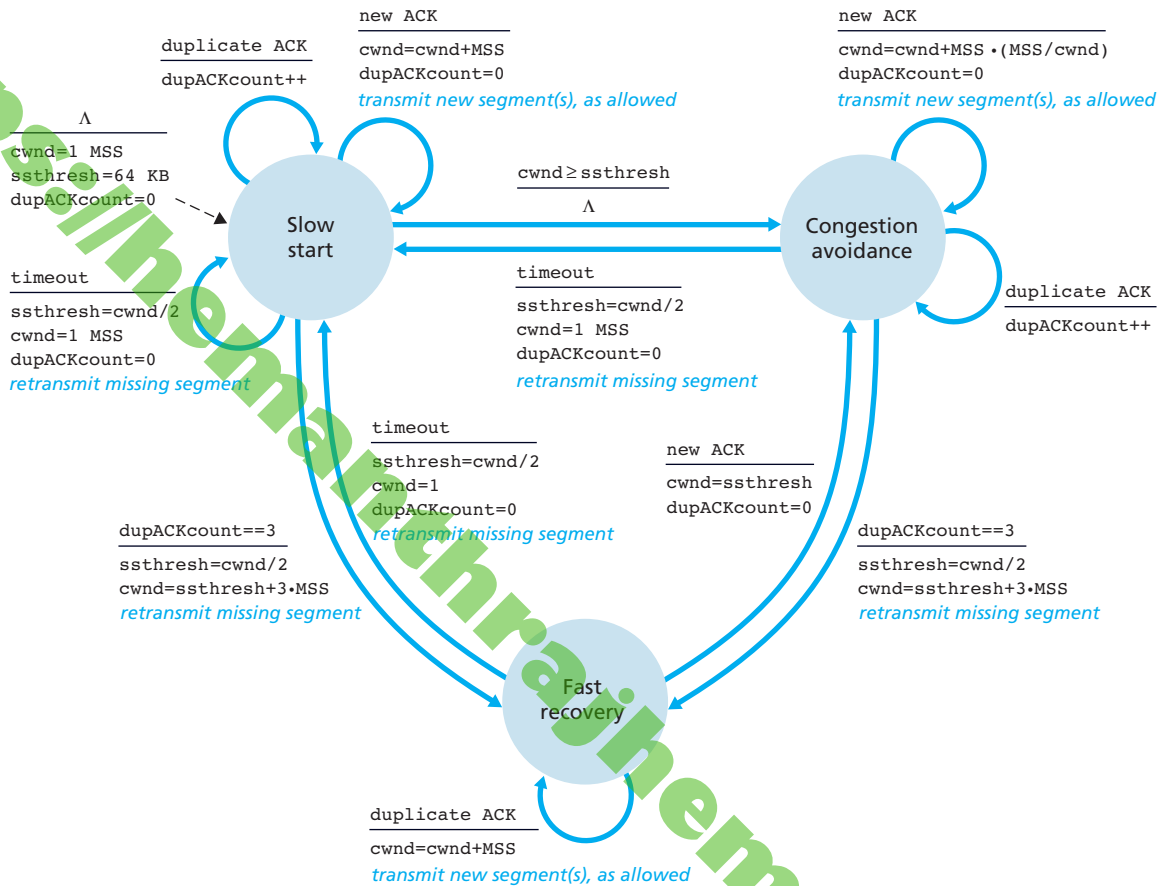 new ACK
cwnd=cwnd+MSS
dupACKcount=0
transmit new segment(s), as allowed
new ACK
cwnd=cwnd+MSS •(MSS/cwnd)
dupACKcount=0
transmit new segment(s), as allowed
duplicate ACK
dupACKcount++
Λ
cwnd=1 MSS
ssthresh=64 KB
dupACKcount=0
cwnd≥ssthresh
Λ
Slow
start
Congestion
avoidance
timeout
ssthresh=cwnd/2
cwnd=1 MSS
dupACKcount=0
retransmit missing segment
timeout
ssthresh=cwnd/2
cwnd=1 MSS
dupACKcount=0
retransmit missing segment
duplicate ACK
dupACKcount++
timeout
ssthresh=cwnd/2
cwnd=1
dupACKcount=0
retransmit missing segment
new ACK
cwnd=ssthresh
dupACKcount=0
dupACKcount==3
ssthresh=cwnd/2
cwnd=ssthresh+3•MSS
retransmit missing segment
dupACKcount==3
ssthresh=cwnd/2
cwnd=ssthresh+3•MSS
retransmit missing segment
Fast
recovery
duplicate ACK
cwnd=cwnd+MSS
transmit new segment(s), as allowed
ps://hemanthrajhem